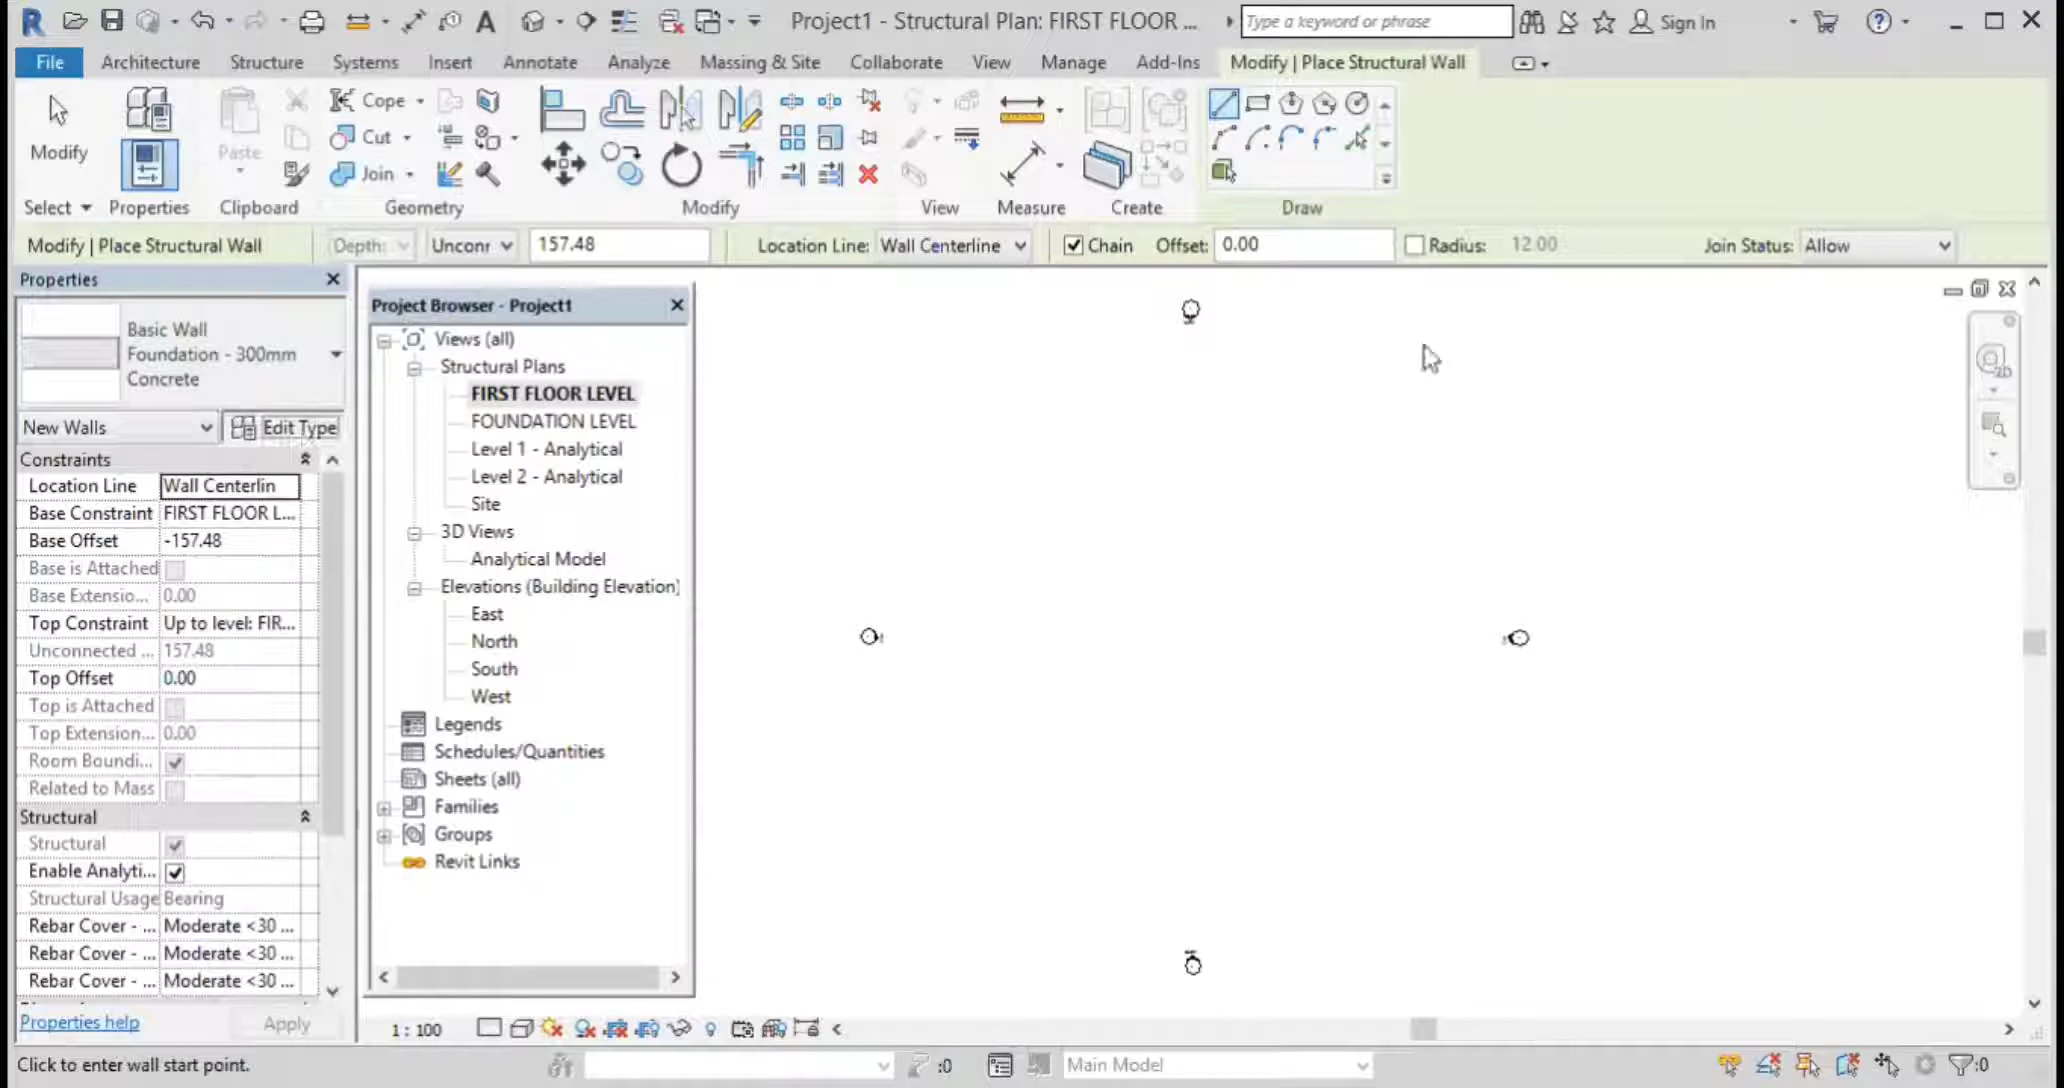 Project1 - Structural Plan: FIRST FLOOR ...
Type a keyword or phrase
Sign In
File Architecture Structure Systems Insert Annotate Analyze Massing & Site Collaborate View Manage Add-Ins Modify | Place Structural Wall
Modify
Paste
Cope
Cut
Join
Select Properties Clipboard Geometry Modify View Measure Create Draw
Modify | Place Structural Wall Depth: Unconr 157.48 Location Line: Wall Centerline Chain Offset: 0.00 Radius: 12.00 Join Status: Allow
Properties
Basic Wall
Foundation - 300mm
Concrete
New Walls Edit Type
Constraints
Location Line Wall Centerlin
Base Constraint FIRST FLOOR L...
Base Offset -157.48
Base is Attached
Base Extensio... 0.00
Top Constraint Up to level: FIR...
Unconnected ... 157.48
Top Offset 0.00
Top is Attached
Top Extension... 0.00
Room Boundi...
Related to Mass
Structural
Structural
Enable Analyti...
Structural Usage Bearing
Rebar Cover - ... Moderate <30 ...
Rebar Cover - ... Moderate <30 ...
Rebar Cover - ... Moderate <30 ...
Properties help Apply
Project Browser - Project1
Views (all)
Structural Plans
FIRST FLOOR LEVEL
FOUNDATION LEVEL
Level 1 - Analytical
Level 2 - Analytical
Site
3D Views
Analytical Model
Elevations (Building Elevation)
East
North
South
West
Legends
Schedules/Quantities
Sheets (all)
Families
Groups
Revit Links
2D
1 : 100
Click to enter wall start point.
:0
Main Model
:0